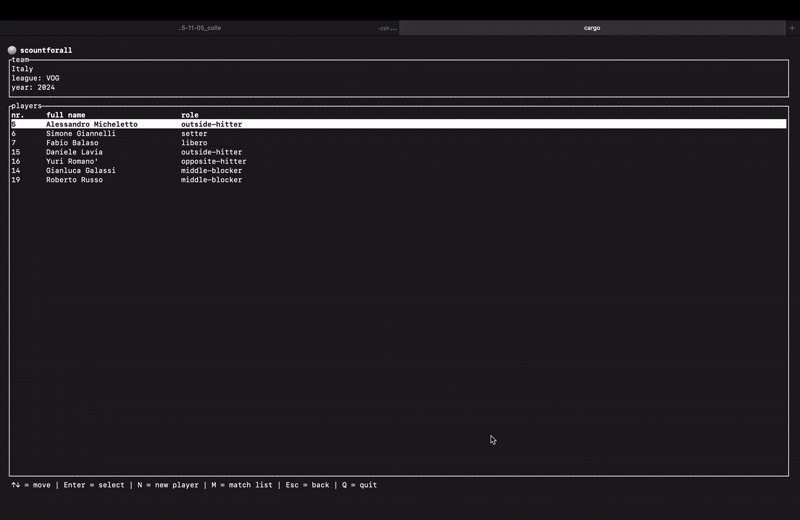 ..5-11-05_colle
-zsh...
cargo
scountforall
team
Italy
league: VOG
year: 2024
players
nr. full name role
5 Alessandro Micheletto outside-hitter
6 Simone Giannelli setter
7 Fabio Balaso libero
15 Daniele Lavia outside-hitter
16 Yuri Romano' opposite-hitter
14 Gianluca Galassi middle-blocker
19 Roberto Russo middle-blocker
↑↓ = move | Enter = select | N = new player | M = match list | Esc = back | Q = quit